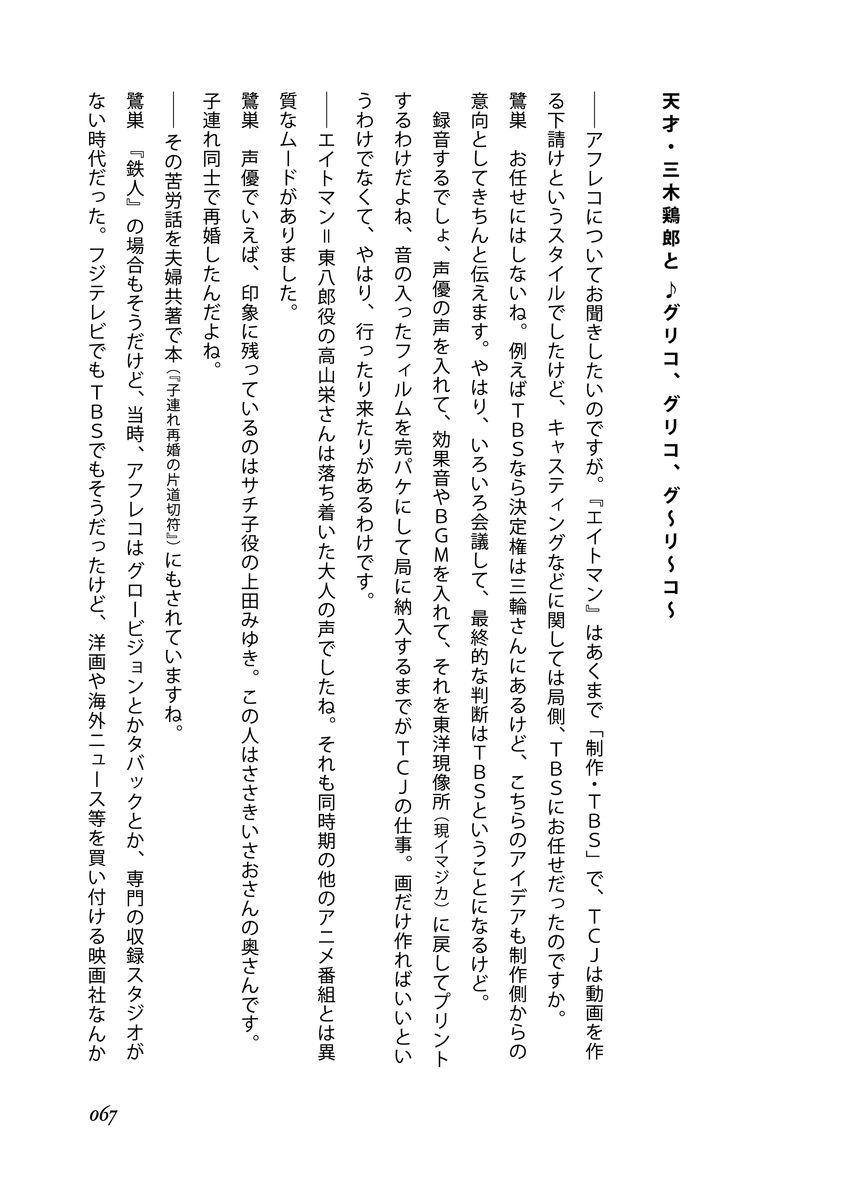 天才・三木鶏郎と♪グリコ、グリコ、グ〜リ〜コ〜
――アフレコについてお聞きしたいのですが。『エイトマン』はあくまで「制作・ＴＢＳ」で、ＴＣＪは動画を作
る下請けというスタイルでしたけど、キャスティングなどに関しては局側、ＴＢＳにお任せだったのですか。
鷺巣　お任せにはしないね。例えばＴＢＳなら決定権は三輪さんにあるけど、こちらのアイデアも制作側からの
意向としてきちんと伝えます。やはり、いろいろ会議して、最終的な判断はＴＢＳということになるけど。
　録音するでしょ、声優の声を入れて、効果音やＢＧＭを入れて、それを東洋現像所（現イマジカ）に戻してプリント
するわけだよね、音の入ったフィルムを完パケにして局に納入するまでがＴＣＪの仕事。画だけ作ればいいとい
うわけでなくて、やはり、行ったり来たりがあるわけです。
――エイトマン＝東八郎役の高山栄さんは落ち着いた大人の声でしたね。それも同時期の他のアニメ番組とは異
質なムードがありました。
鷺巣　声優でいえば、印象に残っているのはサチ子役の上田みゆき。この人はささきいさおさんの奥さんです。
子連れ同士で再婚したんだよね。
――その苦労話を夫婦共著で本（『子連れ再婚の片道切符』）にもされていますね。
鷺巣　『鉄人』の場合もそうだけど、当時、アフレコはグロービジョンとかタバックとか、専門の収録スタジオが
ない時代だった。フジテレビでもＴＢＳでもそうだったけど、洋画や海外ニュース等を買い付ける映画社なんか
067